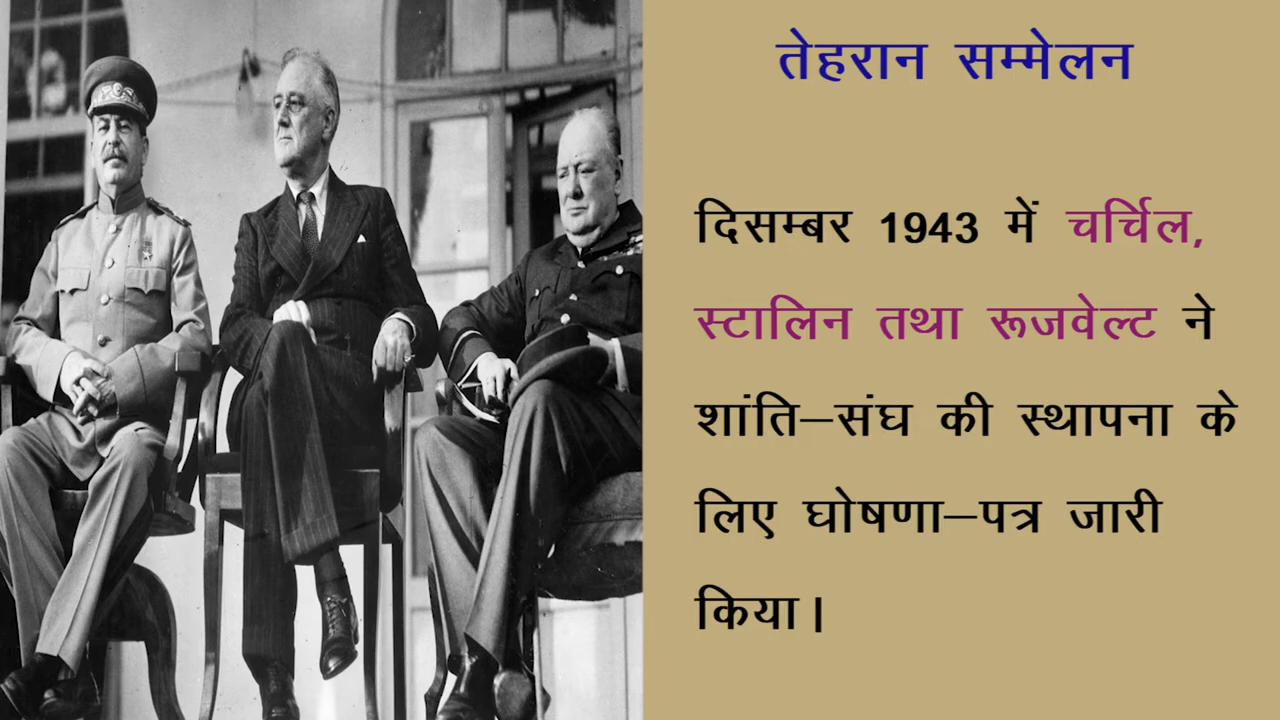 तेहरान सम्मेलन
दिसम्बर 1943 में चर्चिल,
स्टालिन तथा रूजवेल्ट ने
शांति–संघ की स्थापना के
लिए घोषणा–पत्र जारी
किया।